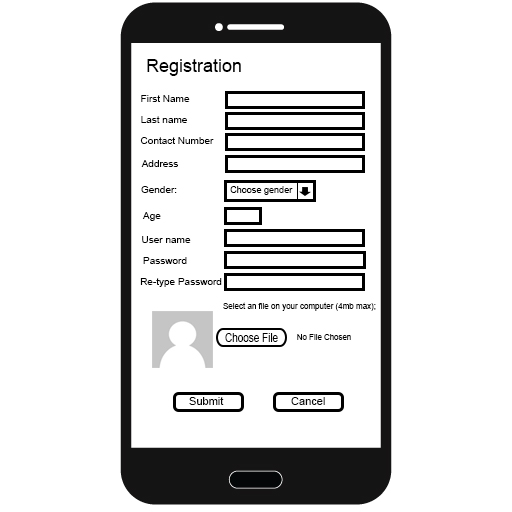 Registration
First Name
Last name
Contact Number
Address
Gender: Choose gender
Age
User name
Password
Re-type Password
Select an file on your computer (4mb max);
Choose File No File Chosen
Submit Cancel